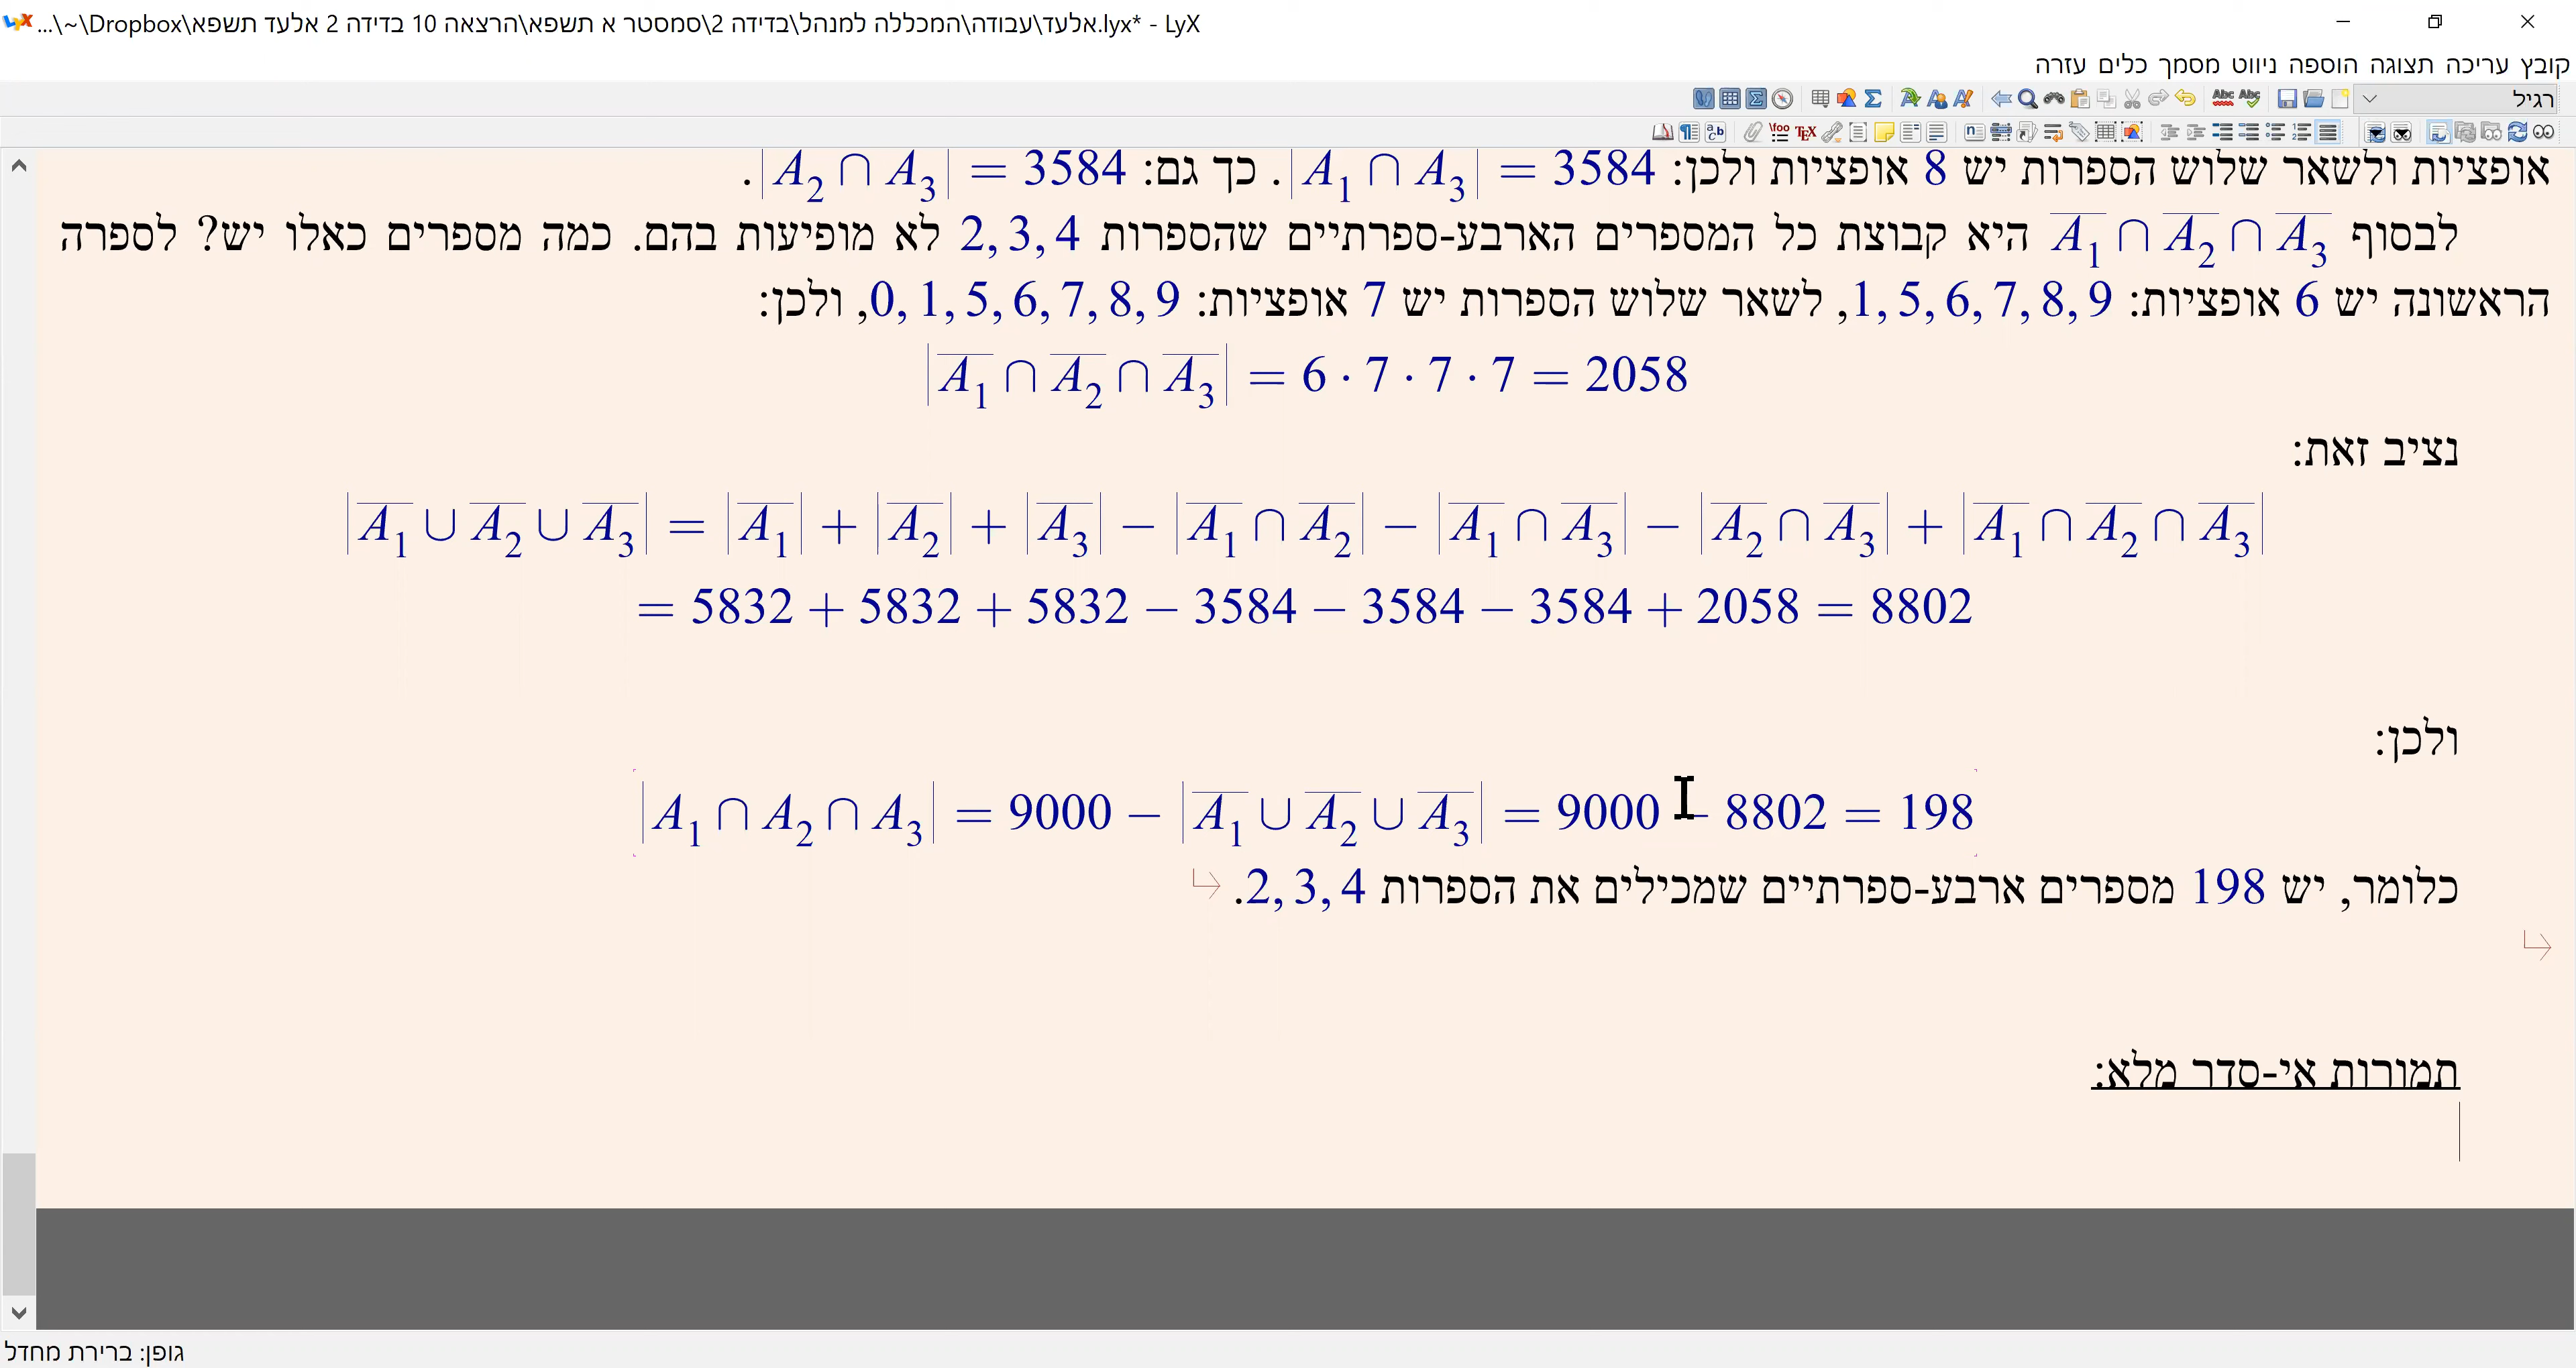 ...\~\Dropbox\אלעד\עבודה\המכללה למנהל\בדידה 2\סמסטר א תשפא\הרצאה 10 בדידה 2 אלעד תשפא.lyx* - LyX
קובץ עריכה תצוגה הוספה ניווט מסמך כלים עזרה
רגיל
אופציות ולשאר שלוש הספרות יש 8 אופציות ולכן: |A₁ ∩ A₃| = 3584. כך גם: |A₂ ∩ A₃| = 3584.
לבסוף A̅₁ ∩ A̅₂ ∩ A̅₃ היא קבוצת כל המספרים הארבע-ספרתיים שהספרות 2, 3, 4 לא מופיעות בהם. כמה מספרים כאלו יש? לספרה
הראשונה יש 6 אופציות: 1, 5, 6, 7, 8, 9, לשאר שלוש הספרות יש 7 אופציות: 0, 1, 5, 6, 7, 8, 9, ולכן:
|A̅₁ ∩ A̅₂ ∩ A̅₃| = 6 · 7 · 7 · 7 = 2058
נציב זאת:
|A̅₁ ∪ A̅₂ ∪ A̅₃| = |A̅₁| + |A̅₂| + |A̅₃| − |A̅₁ ∩ A̅₂| − |A̅₁ ∩ A̅₃| − |A̅₂ ∩ A̅₃| + |A̅₁ ∩ A̅₂ ∩ A̅₃|
= 5832 + 5832 + 5832 − 3584 − 3584 − 3584 + 2058 = 8802
ולכן:
|A₁ ∩ A₂ ∩ A₃| = 9000 − |A̅₁ ∪ A̅₂ ∪ A̅₃| = 9000 − 8802 = 198
כלומר, יש 198 מספרים ארבע-ספרתיים שמכילים את הספרות 2, 3, 4.
תמורות אי-סדר מלא:
גופן: ברירת מחדל